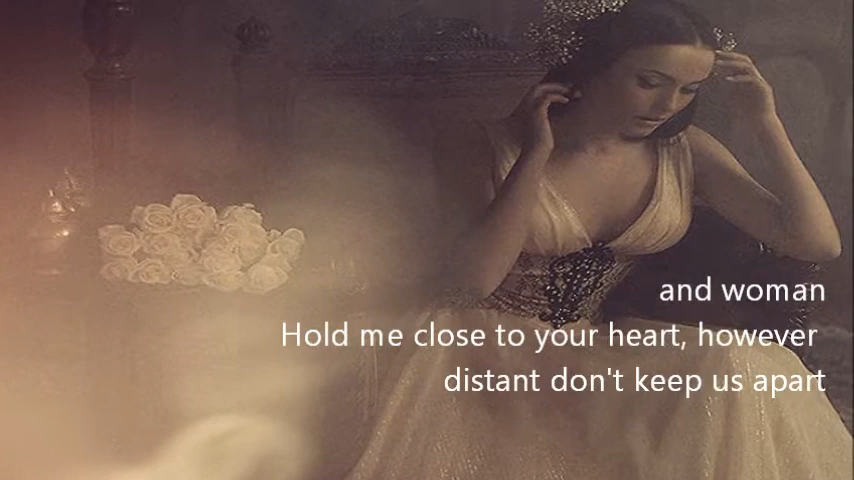 and woman
Hold me close to your heart, however
distant don't keep us apart